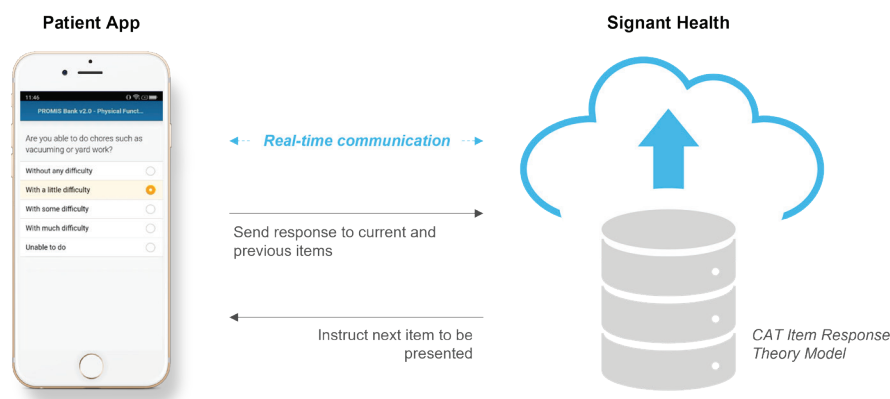 Patient App
Signant Health
11:46
PROMIS Bank v2.0 - Physical Funct...
Are you able to do chores such as
vacuuming or yard work?
Without any difficulty
With a little difficulty
With some difficulty
With much difficulty
Unable to do
Real-time communication
Send response to current and
previous items
Instruct next item to be
presented
CAT Item Response
Theory Model